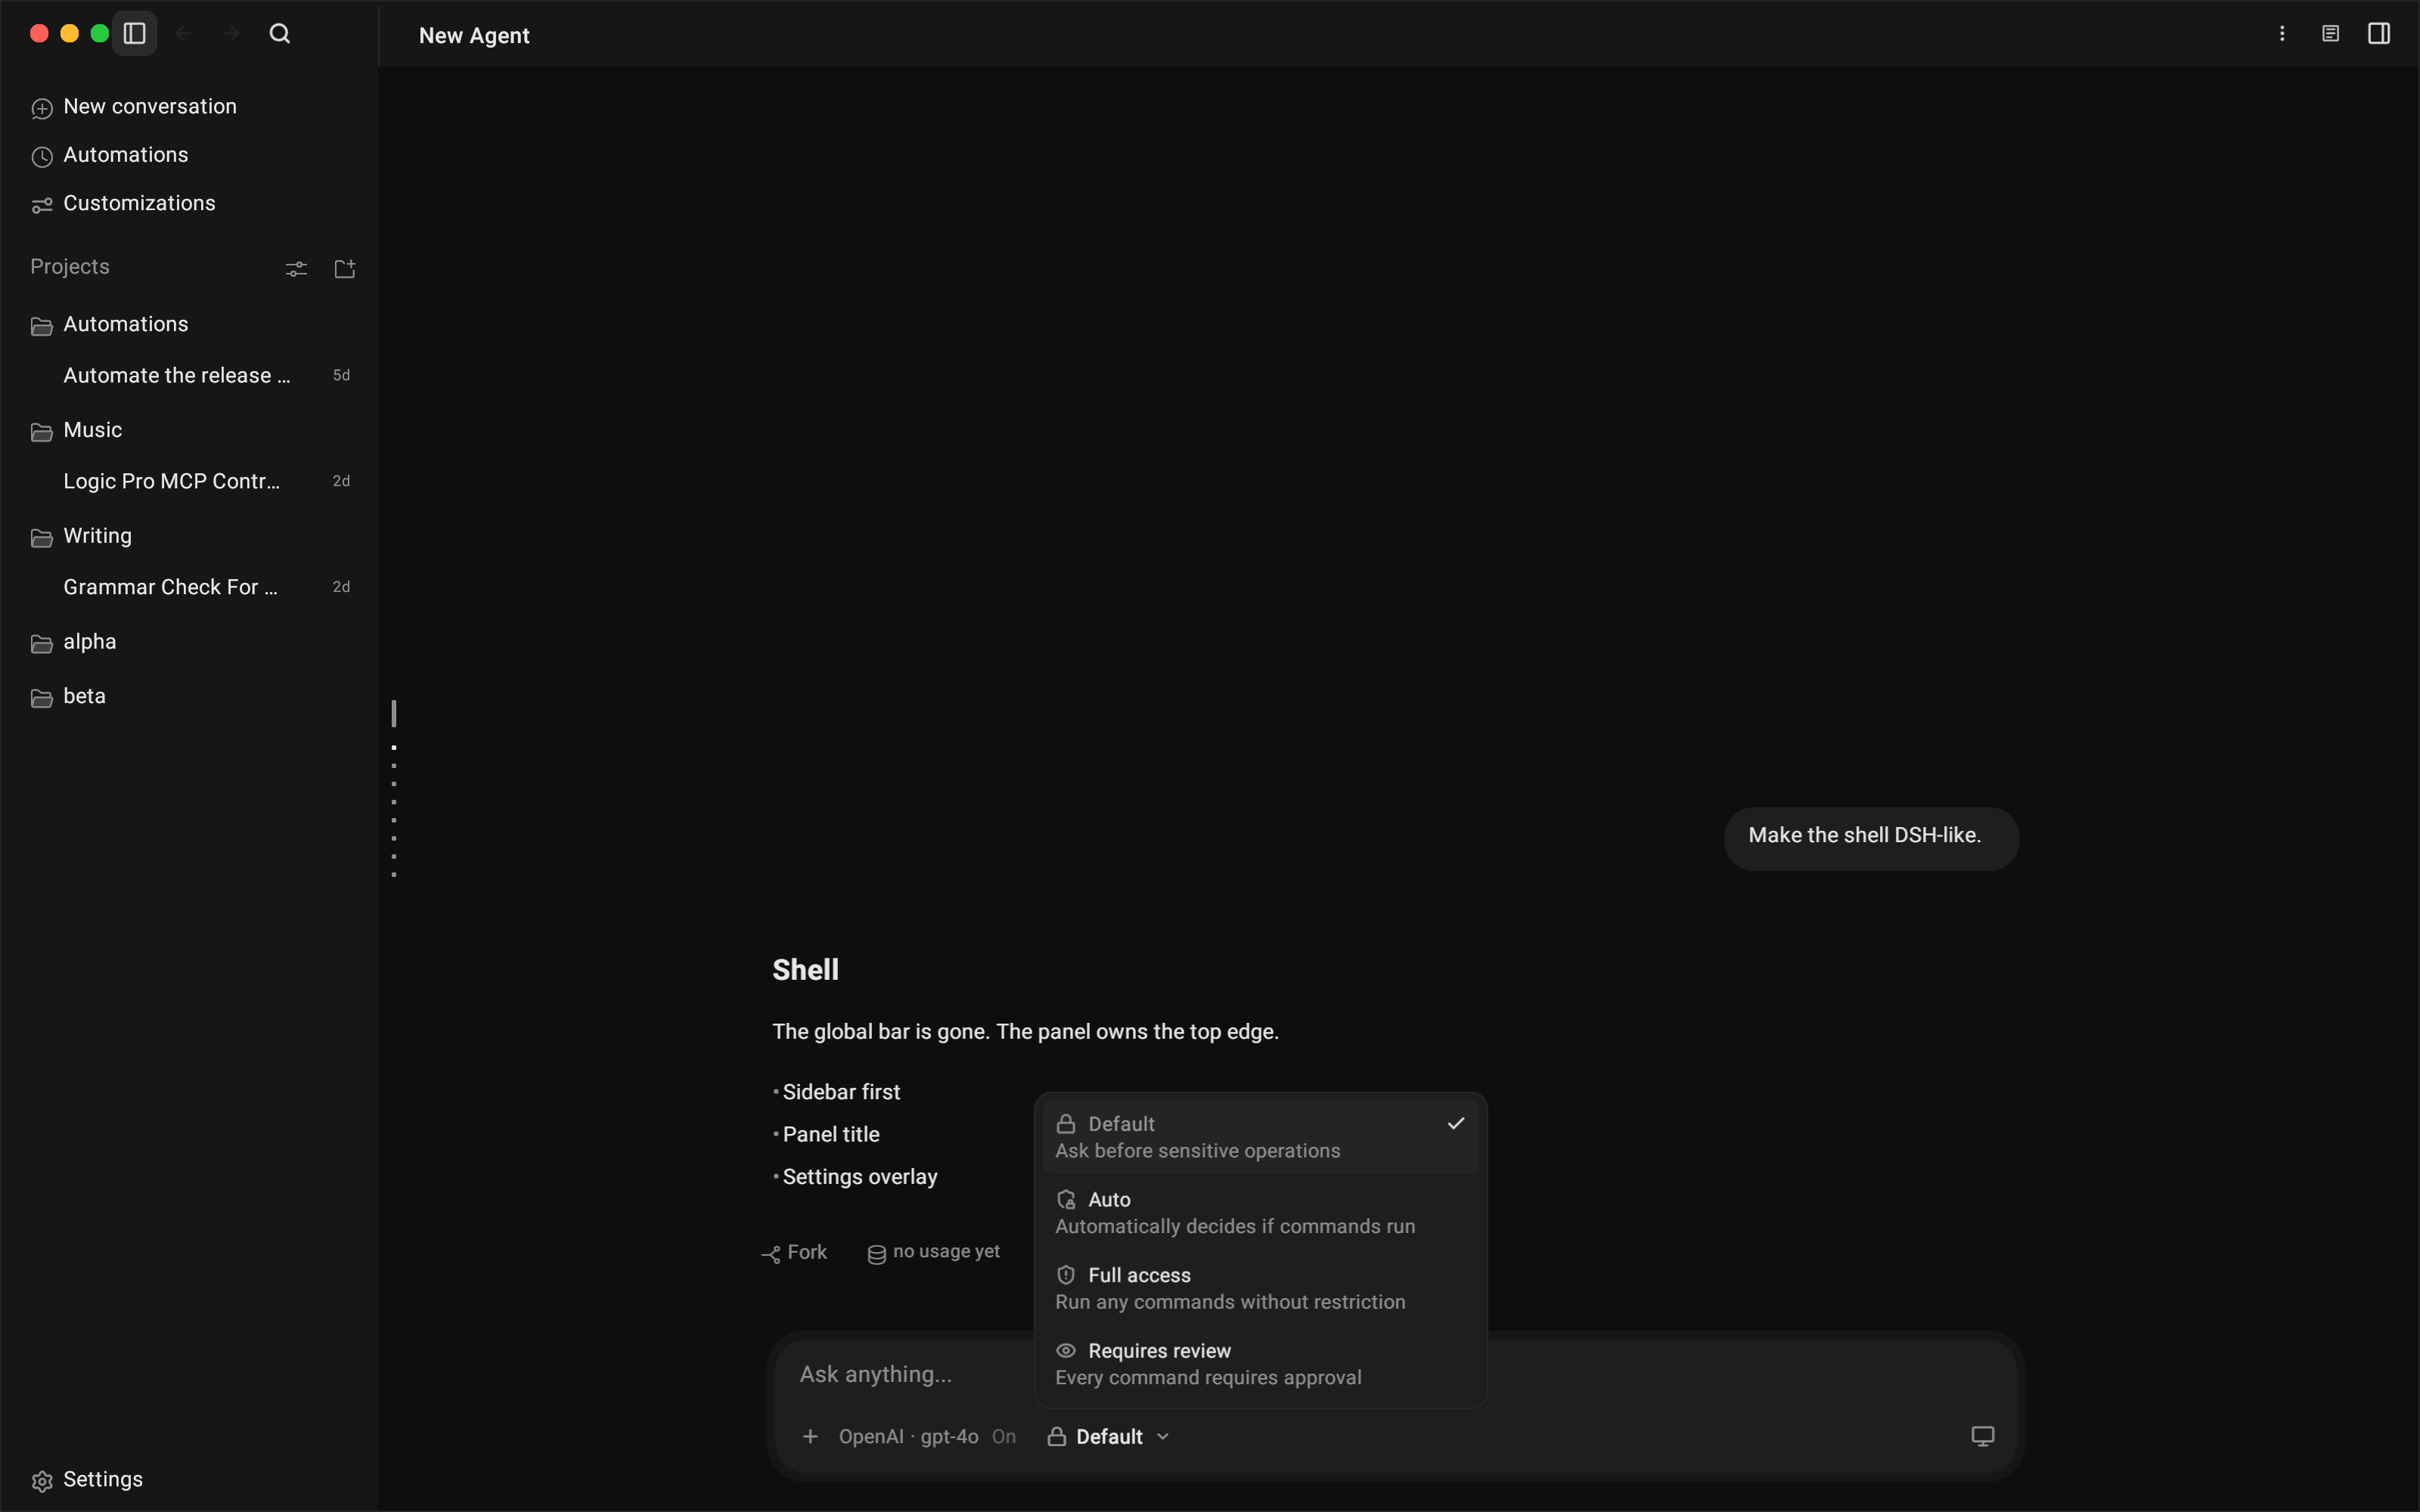 New Agent
New conversation
Automations
Customizations
Projects
Automations
Automate the release ... 5d
Music
Logic Pro MCP Contr... 2d
Writing
Grammar Check For ... 2d
alpha
beta
Settings
Make the shell DSH-like.
Shell
The global bar is gone. The panel owns the top edge.
• Sidebar first
• Panel title
• Settings overlay
Fork no usage yet
Default
Ask before sensitive operations
Auto
Automatically decides if commands run
Full access
Run any commands without restriction
Requires review
Every command requires approval
Ask anything...
OpenAI · gpt-4o On Default